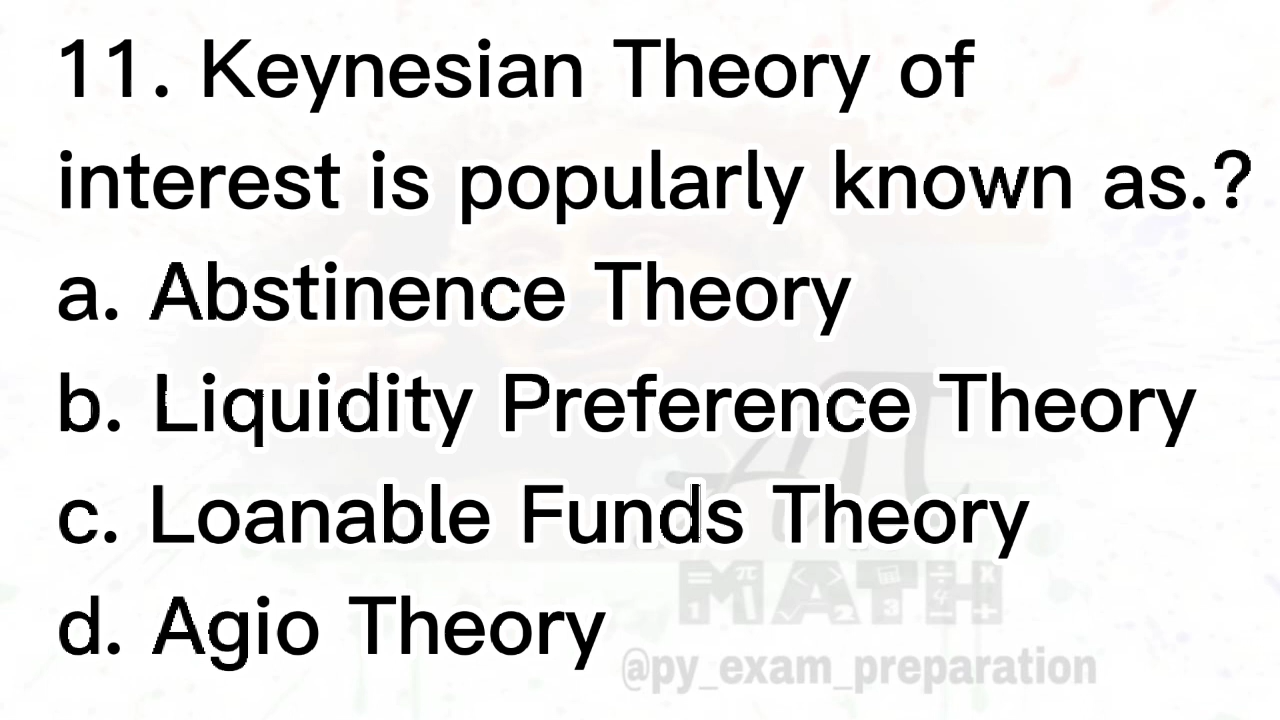 11. Keynesian Theory of
interest is popularly known as.?
a. Abstinence Theory
b. Liquidity Preference Theory
c. Loanable Funds Theory
d. Agio Theory
MATH
@py_exam_preparation